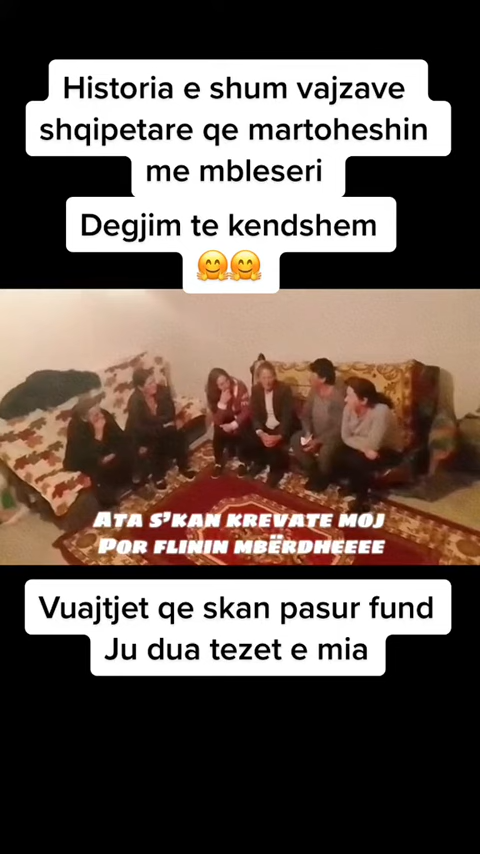 Historia e shum vajzave
shqipetare qe martoheshin
me mbleseri
Degjim te kendshem
🤗🤗
ATA S'KAN KREVATE MOJ
POR FLININ MBËRDHEEEE
Vuajtjet qe skan pasur fund
Ju dua tezet e mia